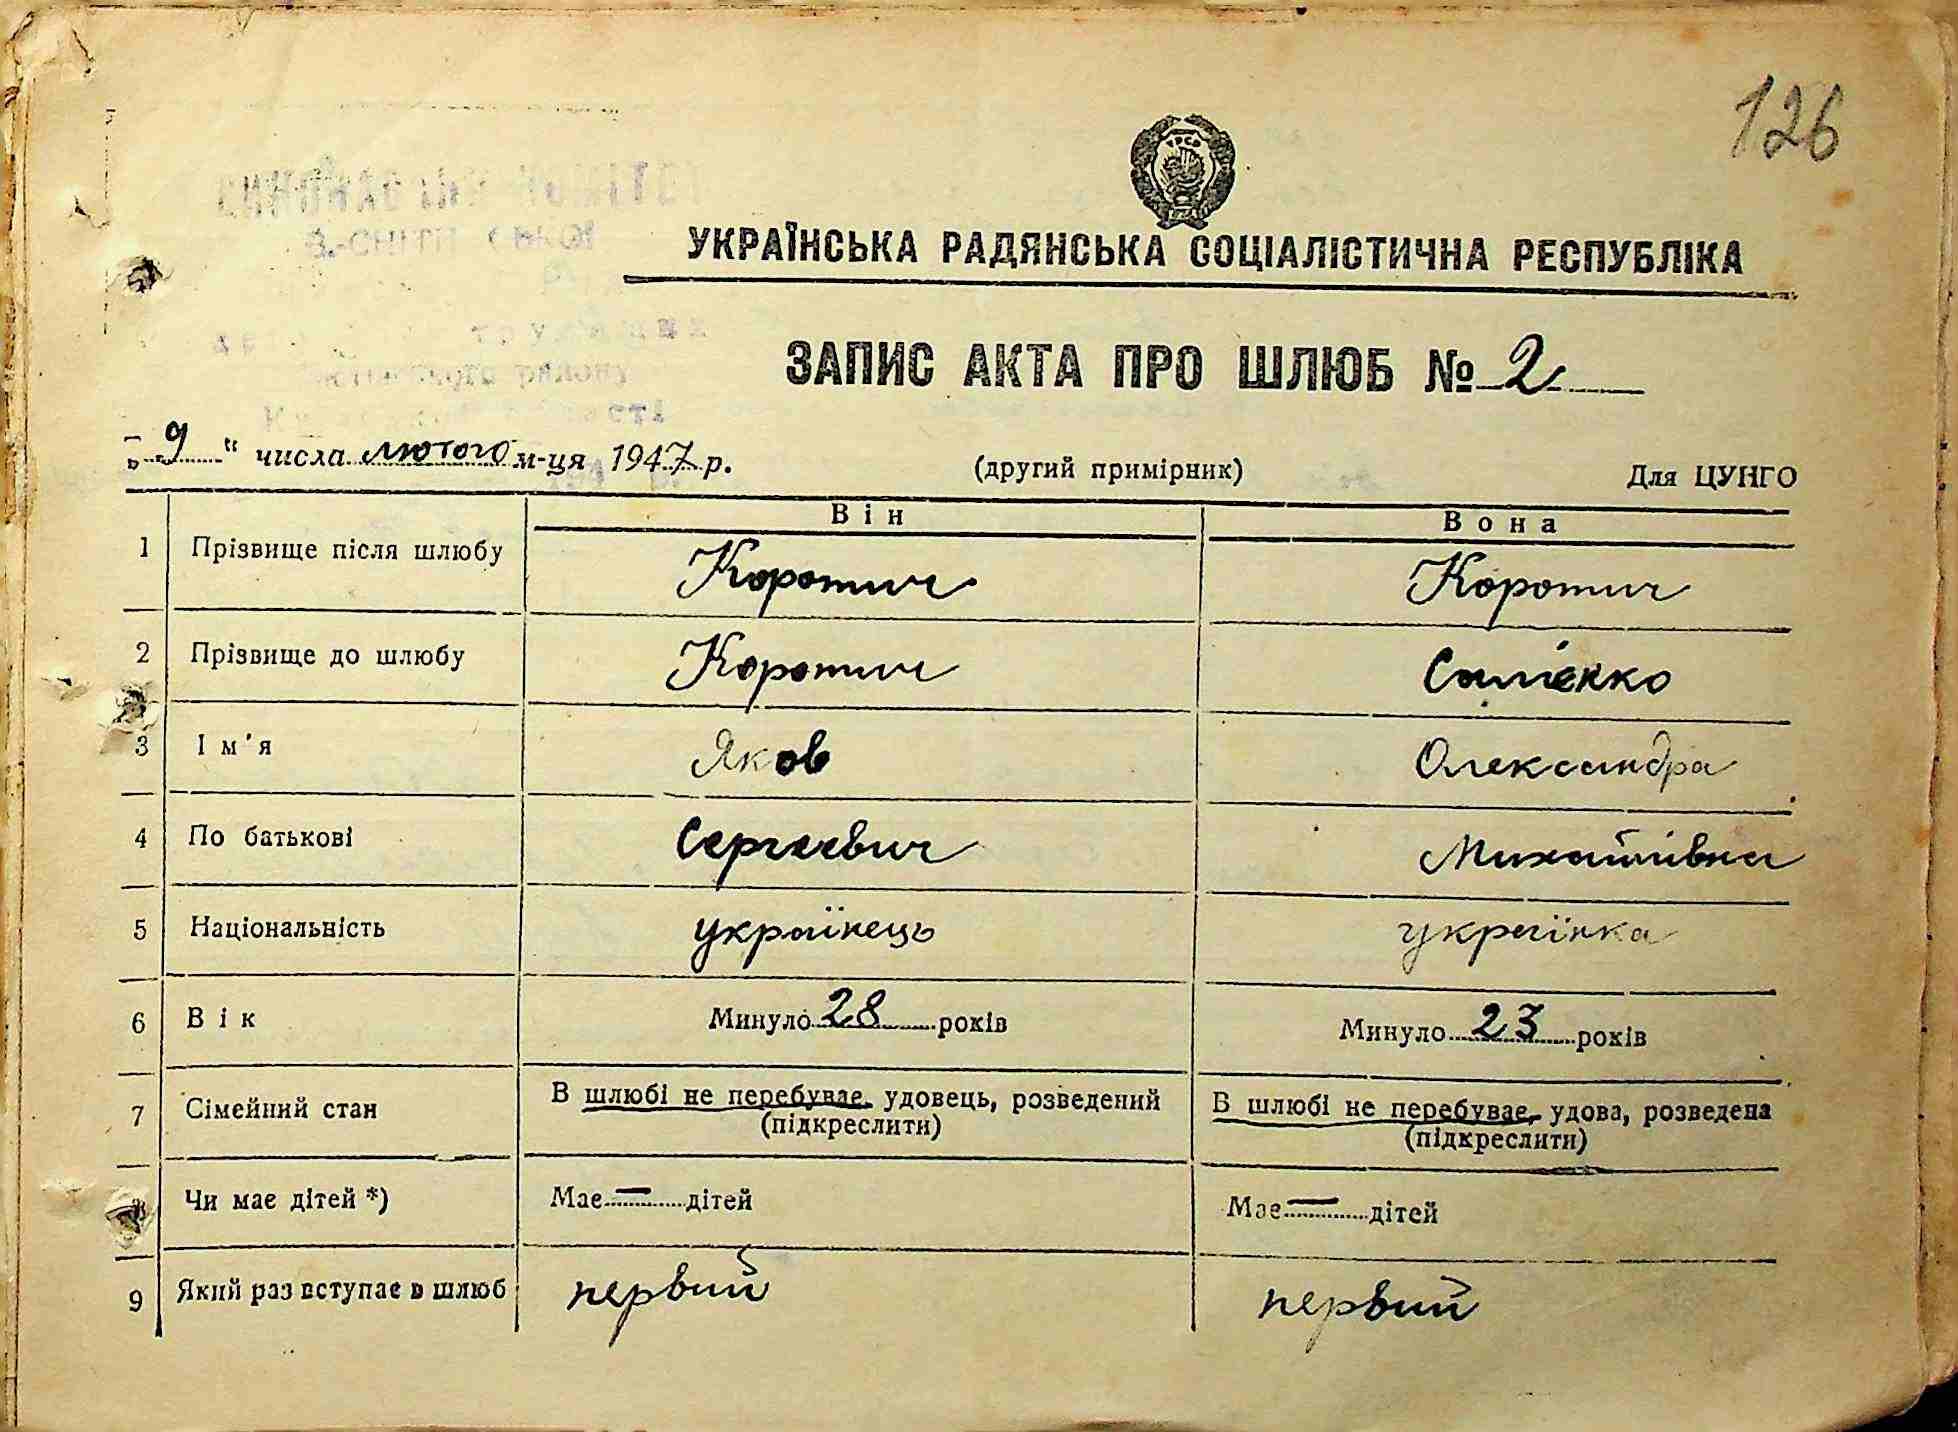 126
УРСР
УКРАЇНСЬКА РАДЯНСЬКА СОЦІАЛІСТИЧНА РЕСПУБЛІКА
ЗАПИС АКТА ПРО ШЛЮБ № 2
„9“ числа лютого м-ця 1947 р. (другий примірник) Для ЦУНГО
Він Вона
1 Прізвище після шлюбу Коротич Коротич
2 Прізвище до шлюбу Коротич
3 Ім'я Яков Олександра
4 По батькові Сергеевич Михайлівна
5 Національність українець українка
6 Вік Минуло 28 років Минуло 23 років
7 Сімейний стан В шлюбі не перебуває, удовець, розведений В шлюбі не перебуває, удова, розведена
(підкреслити) (підкреслити)
Чи має дітей *) Має — дітей Має — дітей
9 Який раз вступає в шлюб первий первий